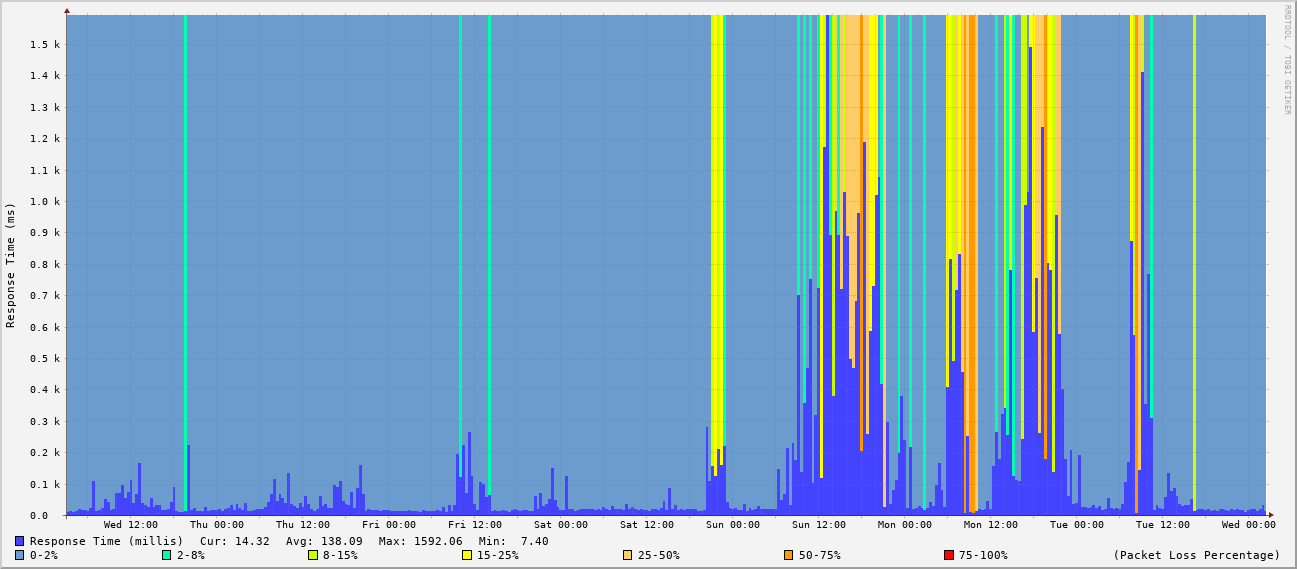 RRDTOOL / TOBI OETIKER
Response Time (ms)
1.5 k
1.4 k
1.3 k
1.2 k
1.1 k
1.0 k
0.9 k
0.8 k
0.7 k
0.6 k
0.5 k
0.4 k
0.3 k
0.2 k
0.1 k
0.0
Wed 12:00 Thu 00:00 Thu 12:00 Fri 00:00 Fri 12:00 Sat 00:00 Sat 12:00 Sun 00:00 Sun 12:00 Mon 00:00 Mon 12:00 Tue 00:00 Tue 12:00 Wed 00:00
Response Time (millis) Cur: 14.32 Avg: 138.09 Max: 1592.06 Min: 7.40
0-2% 2-8% 8-15% 15-25% 25-50% 50-75% 75-100% (Packet Loss Percentage)